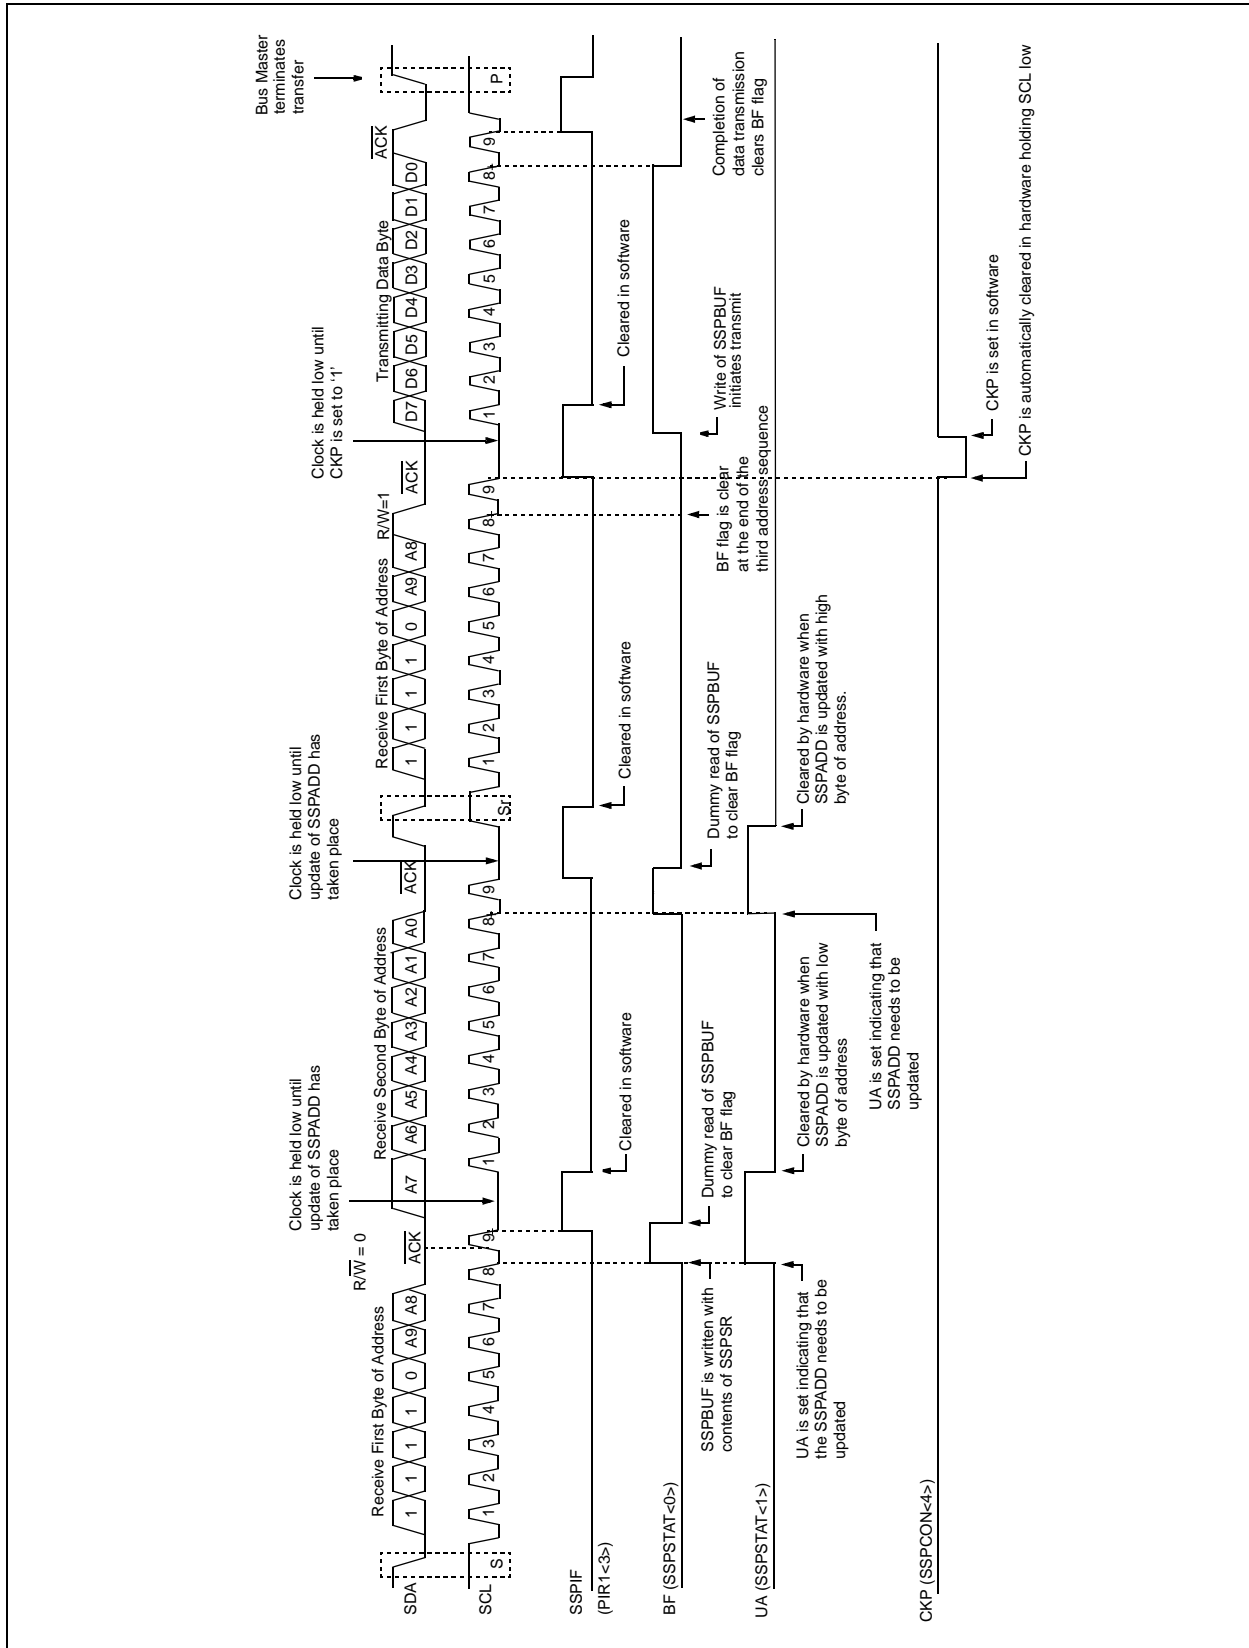 Bus Master
terminates
transfer
Clock is held low until
CKP is set to ‘1’
Clock is held low until
update of SSPADD has
taken place
Clock is held low until
update of SSPADD has
taken place
R/W = 0
R/W=1
Receive First Byte of Address
Receive Second Byte of Address
Receive First Byte of Address
Transmitting Data Byte
ACK
ACK
ACK
ACK
SDA
1 1 1 1 0 A9 A8
A7 A6 A5 A4 A3 A2 A1 A0
1 1 1 1 0 A9 A8
D7 D6 D5 D4 D3 D2 D1 D0
SCL
S
1 2 3 4 5 6 7 8 9
1 2 3 4 5 6 7 8 9
Sr
1 2 3 4 5 6 7 8 9
1 2 3 4 5 6 7 8 9
P
SSPIF
(PIR1<3>)
Cleared in software
Cleared in software
Cleared in software
BF (SSPSTAT<0>)
SSPBUF is written with
contents of SSPSR
Dummy read of SSPBUF
to clear BF flag
Dummy read of SSPBUF
to clear BF flag
BF flag is clear
at the end of the
third address sequence
Write of SSPBUF
initiates transmit
Completion of
data transmission
clears BF flag
UA (SSPSTAT<1>)
UA is set indicating that
the SSPADD needs to be
updated
Cleared by hardware when
SSPADD is updated with low
byte of address
UA is set indicating that
SSPADD needs to be
updated
Cleared by hardware when
SSPADD is updated with high
byte of address.
CKP (SSPCON<4>)
CKP is set in software
CKP is automatically cleared in hardware holding SCL low